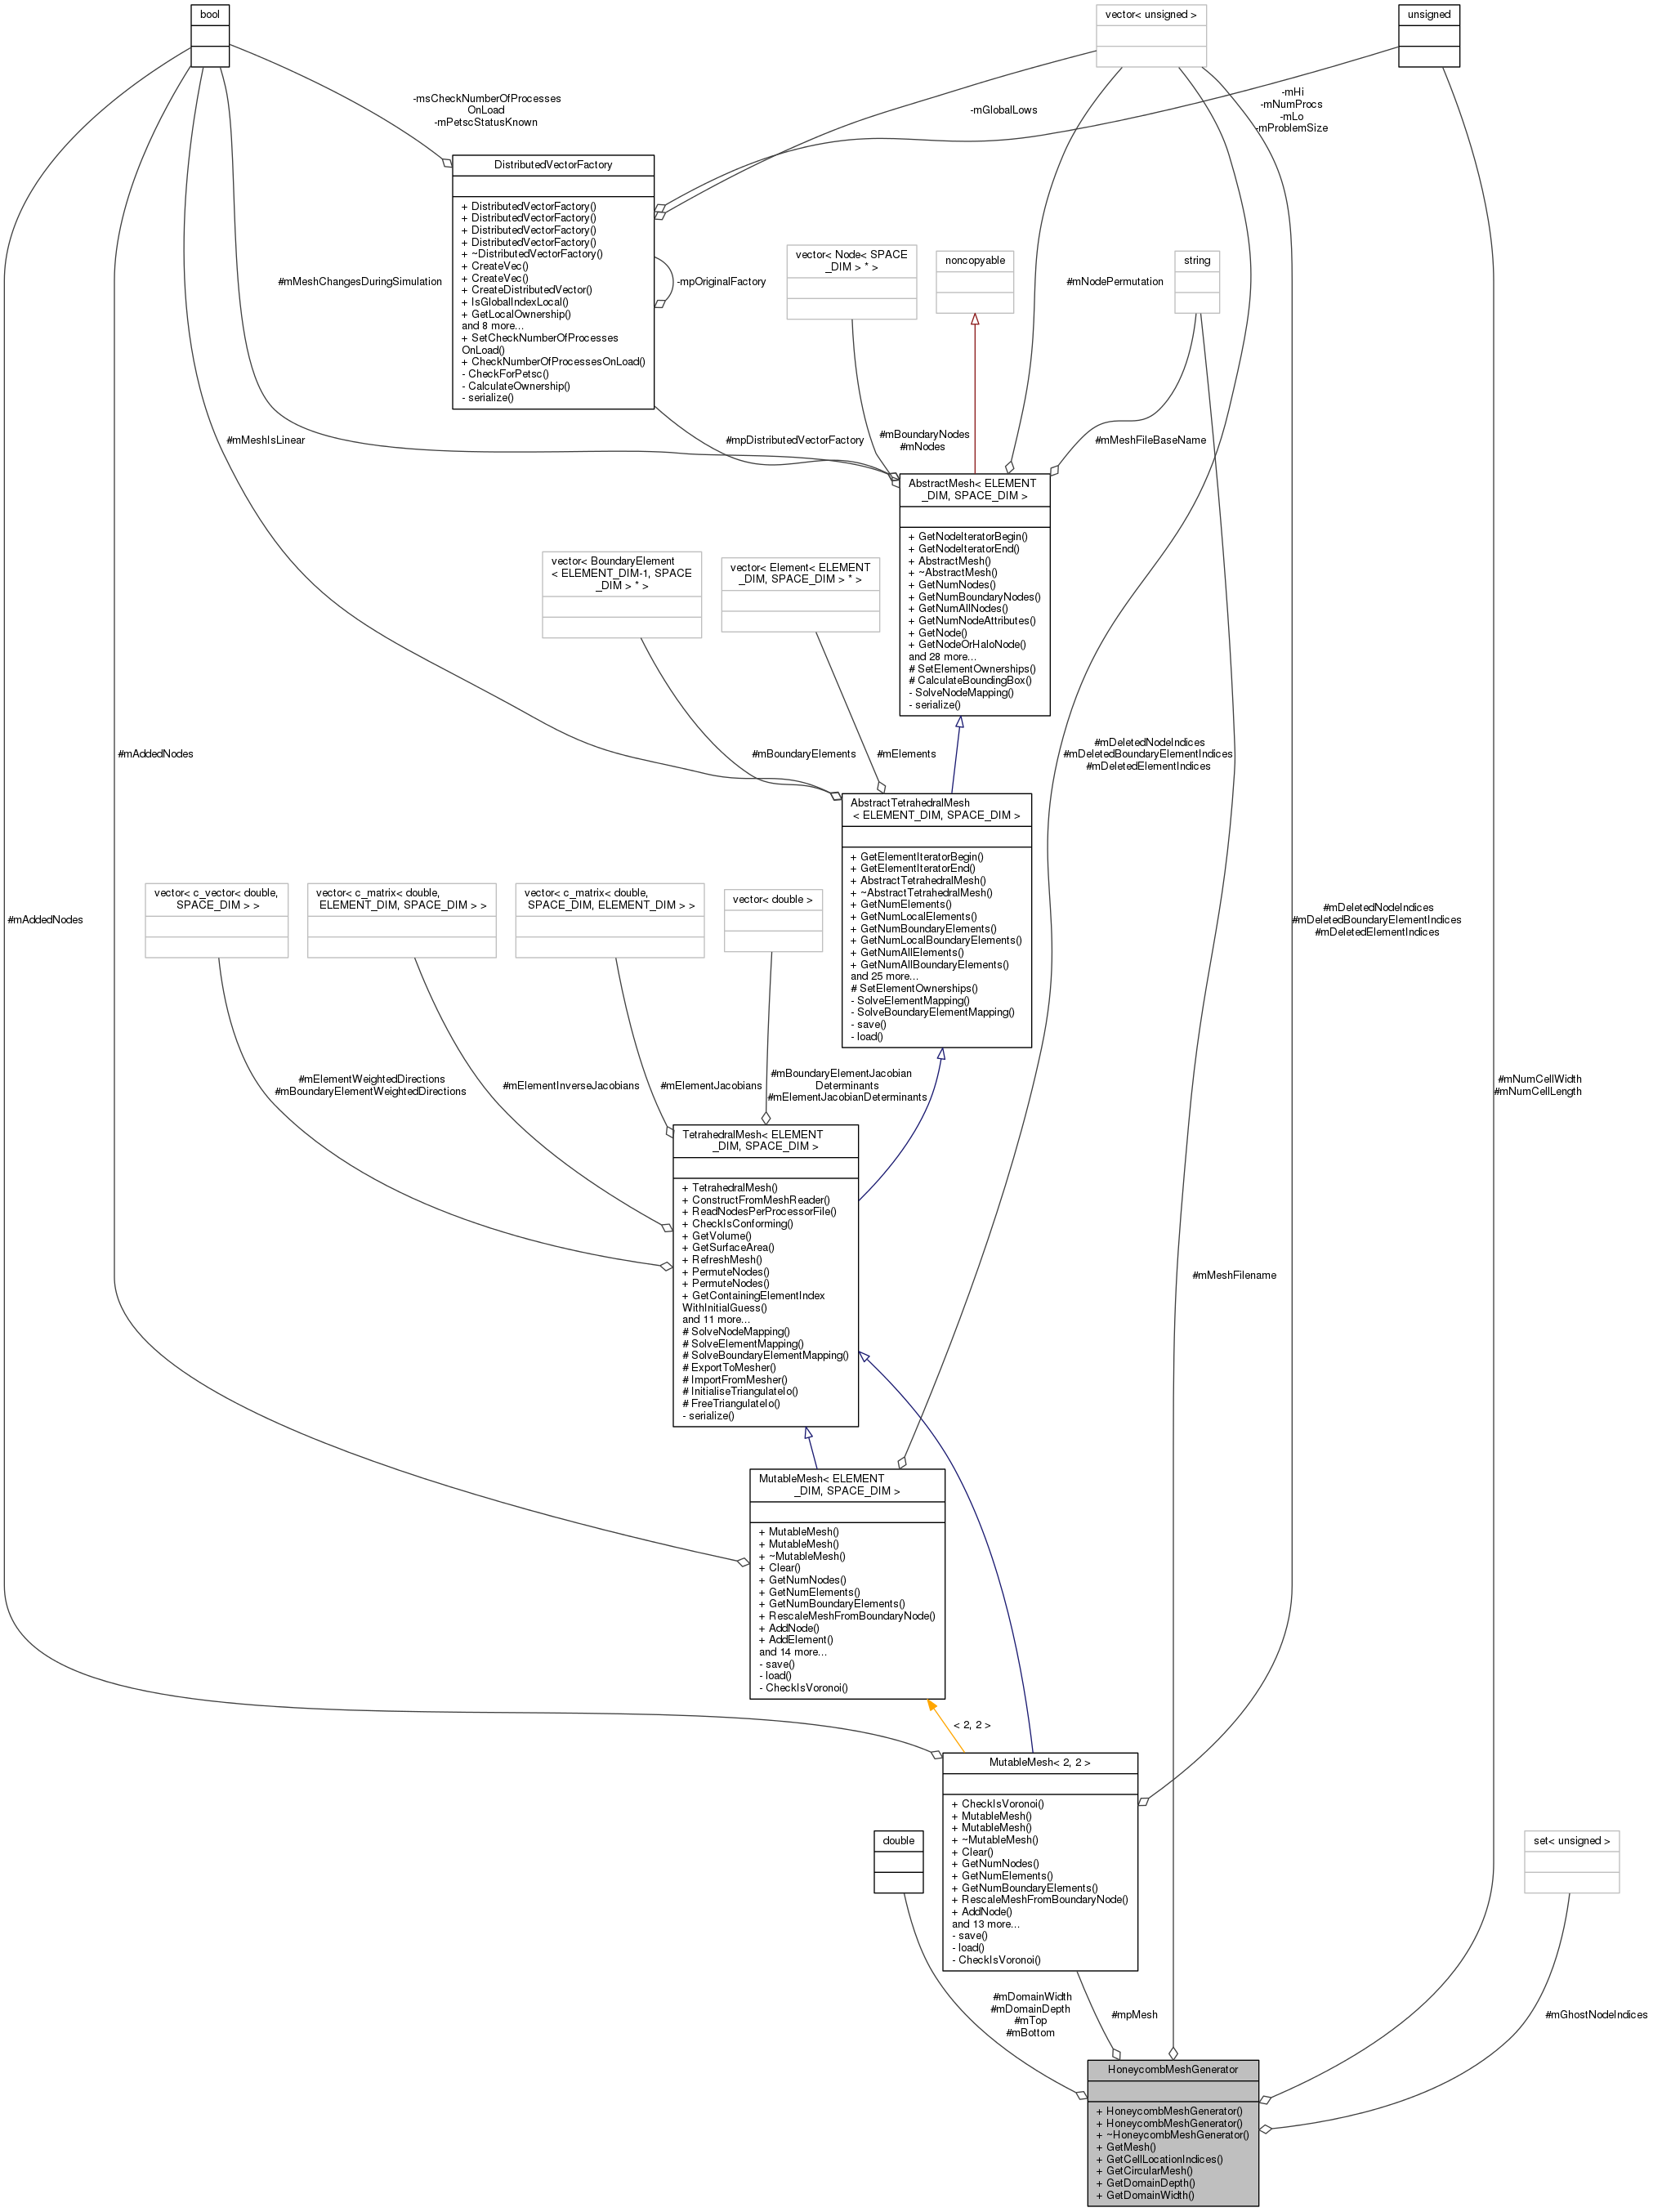 bool
vector< unsigned >
unsigned
-msCheckNumberOfProcesses
OnLoad
-mPetscStatusKnown
-mGlobalLows
-mHi
-mNumProcs
-mLo
-mProblemSize
DistributedVectorFactory
+ DistributedVectorFactory()
+ DistributedVectorFactory()
+ DistributedVectorFactory()
+ DistributedVectorFactory()
+ ~DistributedVectorFactory()
+ CreateVec()
+ CreateVec()
+ CreateDistributedVector()
+ IsGlobalIndexLocal()
+ GetLocalOwnership()
and 8 more...
+ SetCheckNumberOfProcesses
OnLoad()
+ CheckNumberOfProcessesOnLoad()
- CheckForPetsc()
- CalculateOwnership()
- serialize()
-mpOriginalFactory
vector< Node< SPACE
_DIM > * >
noncopyable
string
#mMeshChangesDuringSimulation
#mNodePermutation
#mMeshIsLinear
#mpDistributedVectorFactory
#mBoundaryNodes
#mNodes
#mMeshFileBaseName
AbstractMesh< ELEMENT
_DIM, SPACE_DIM >
+ GetNodeIteratorBegin()
+ GetNodeIteratorEnd()
+ AbstractMesh()
+ ~AbstractMesh()
+ GetNumNodes()
+ GetNumBoundaryNodes()
+ GetNumAllNodes()
+ GetNumNodeAttributes()
+ GetNode()
+ GetNodeOrHaloNode()
and 28 more...
# SetElementOwnerships()
# CalculateBoundingBox()
- SolveNodeMapping()
- serialize()
vector< BoundaryElement
< ELEMENT_DIM-1, SPACE
_DIM > * >
vector< Element< ELEMENT
_DIM, SPACE_DIM > * >
#mAddedNodes
#mBoundaryElements
#mElements
#mDeletedNodeIndices
#mDeletedBoundaryElementIndices
#mDeletedElementIndices
AbstractTetrahedralMesh
< ELEMENT_DIM, SPACE_DIM >
+ GetElementIteratorBegin()
+ GetElementIteratorEnd()
+ AbstractTetrahedralMesh()
+ ~AbstractTetrahedralMesh()
+ GetNumElements()
+ GetNumLocalElements()
+ GetNumBoundaryElements()
+ GetNumLocalBoundaryElements()
+ GetNumAllElements()
+ GetNumAllBoundaryElements()
and 25 more...
# SetElementOwnerships()
- SolveElementMapping()
- SolveBoundaryElementMapping()
- save()
- load()
vector< c_vector< double,
SPACE_DIM > >
vector< c_matrix< double,
ELEMENT_DIM, SPACE_DIM > >
vector< c_matrix< double,
SPACE_DIM, ELEMENT_DIM > >
vector< double >
#mAddedNodes
#mDeletedNodeIndices
#mDeletedBoundaryElementIndices
#mDeletedElementIndices
#mElementWeightedDirections
#mBoundaryElementWeightedDirections
#mElementInverseJacobians
#mElementJacobians
#mBoundaryElementJacobian
Determinants
#mElementJacobianDeterminants
#mNumCellWidth
#mNumCellLength
TetrahedralMesh< ELEMENT
_DIM, SPACE_DIM >
+ TetrahedralMesh()
+ ConstructFromMeshReader()
+ ReadNodesPerProcessorFile()
+ CheckIsConforming()
+ GetVolume()
+ GetSurfaceArea()
+ RefreshMesh()
+ PermuteNodes()
+ PermuteNodes()
+ GetContainingElementIndex
WithInitialGuess()
and 11 more...
# SolveNodeMapping()
# SolveElementMapping()
# SolveBoundaryElementMapping()
# ExportToMesher()
# ImportFromMesher()
# InitialiseTriangulateIo()
# FreeTriangulateIo()
- serialize()
#mMeshFilename
MutableMesh< ELEMENT
_DIM, SPACE_DIM >
+ MutableMesh()
+ MutableMesh()
+ ~MutableMesh()
+ Clear()
+ GetNumNodes()
+ GetNumElements()
+ GetNumBoundaryElements()
+ RescaleMeshFromBoundaryNode()
+ AddNode()
+ AddElement()
and 14 more...
- save()
- load()
- CheckIsVoronoi()
< 2, 2 >
MutableMesh< 2, 2 >
+ CheckIsVoronoi()
+ MutableMesh()
+ MutableMesh()
+ ~MutableMesh()
+ Clear()
+ GetNumNodes()
+ GetNumElements()
+ GetNumBoundaryElements()
+ RescaleMeshFromBoundaryNode()
+ AddNode()
and 13 more...
- save()
- load()
- CheckIsVoronoi()
double
set< unsigned >
#mDomainWidth
#mDomainDepth
#mTop
#mBottom
#mpMesh
#mGhostNodeIndices
HoneycombMeshGenerator
+ HoneycombMeshGenerator()
+ HoneycombMeshGenerator()
+ ~HoneycombMeshGenerator()
+ GetMesh()
+ GetCellLocationIndices()
+ GetCircularMesh()
+ GetDomainDepth()
+ GetDomainWidth()